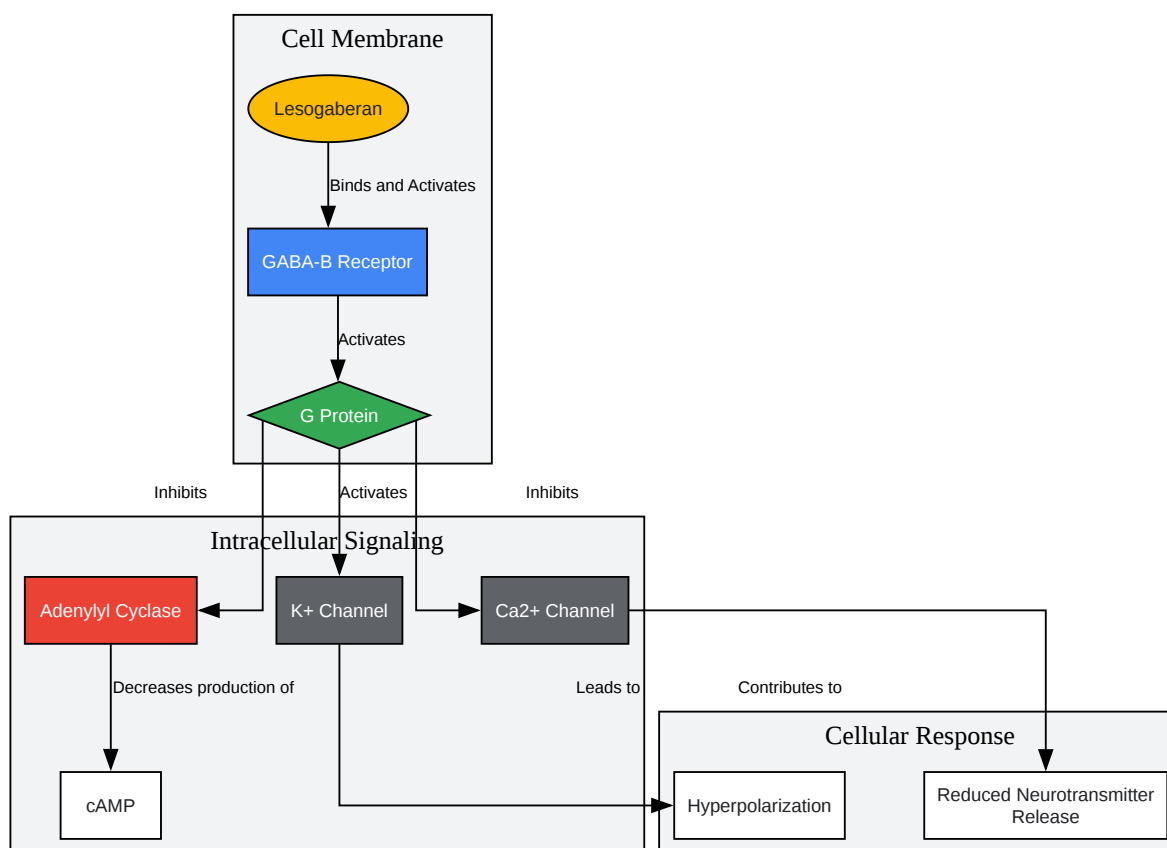 Cell Membrane
Lesogaberan
Binds and Activates
GABA-B Receptor
Activates
G Protein
Inhibits
Activates
Inhibits
Intracellular Signaling
Adenylyl Cyclase
K+ Channel
Ca2+ Channel
Decreases production of
Leads to
Contributes to
Cellular Response
cAMP
Hyperpolarization
Reduced Neurotransmitter
Release